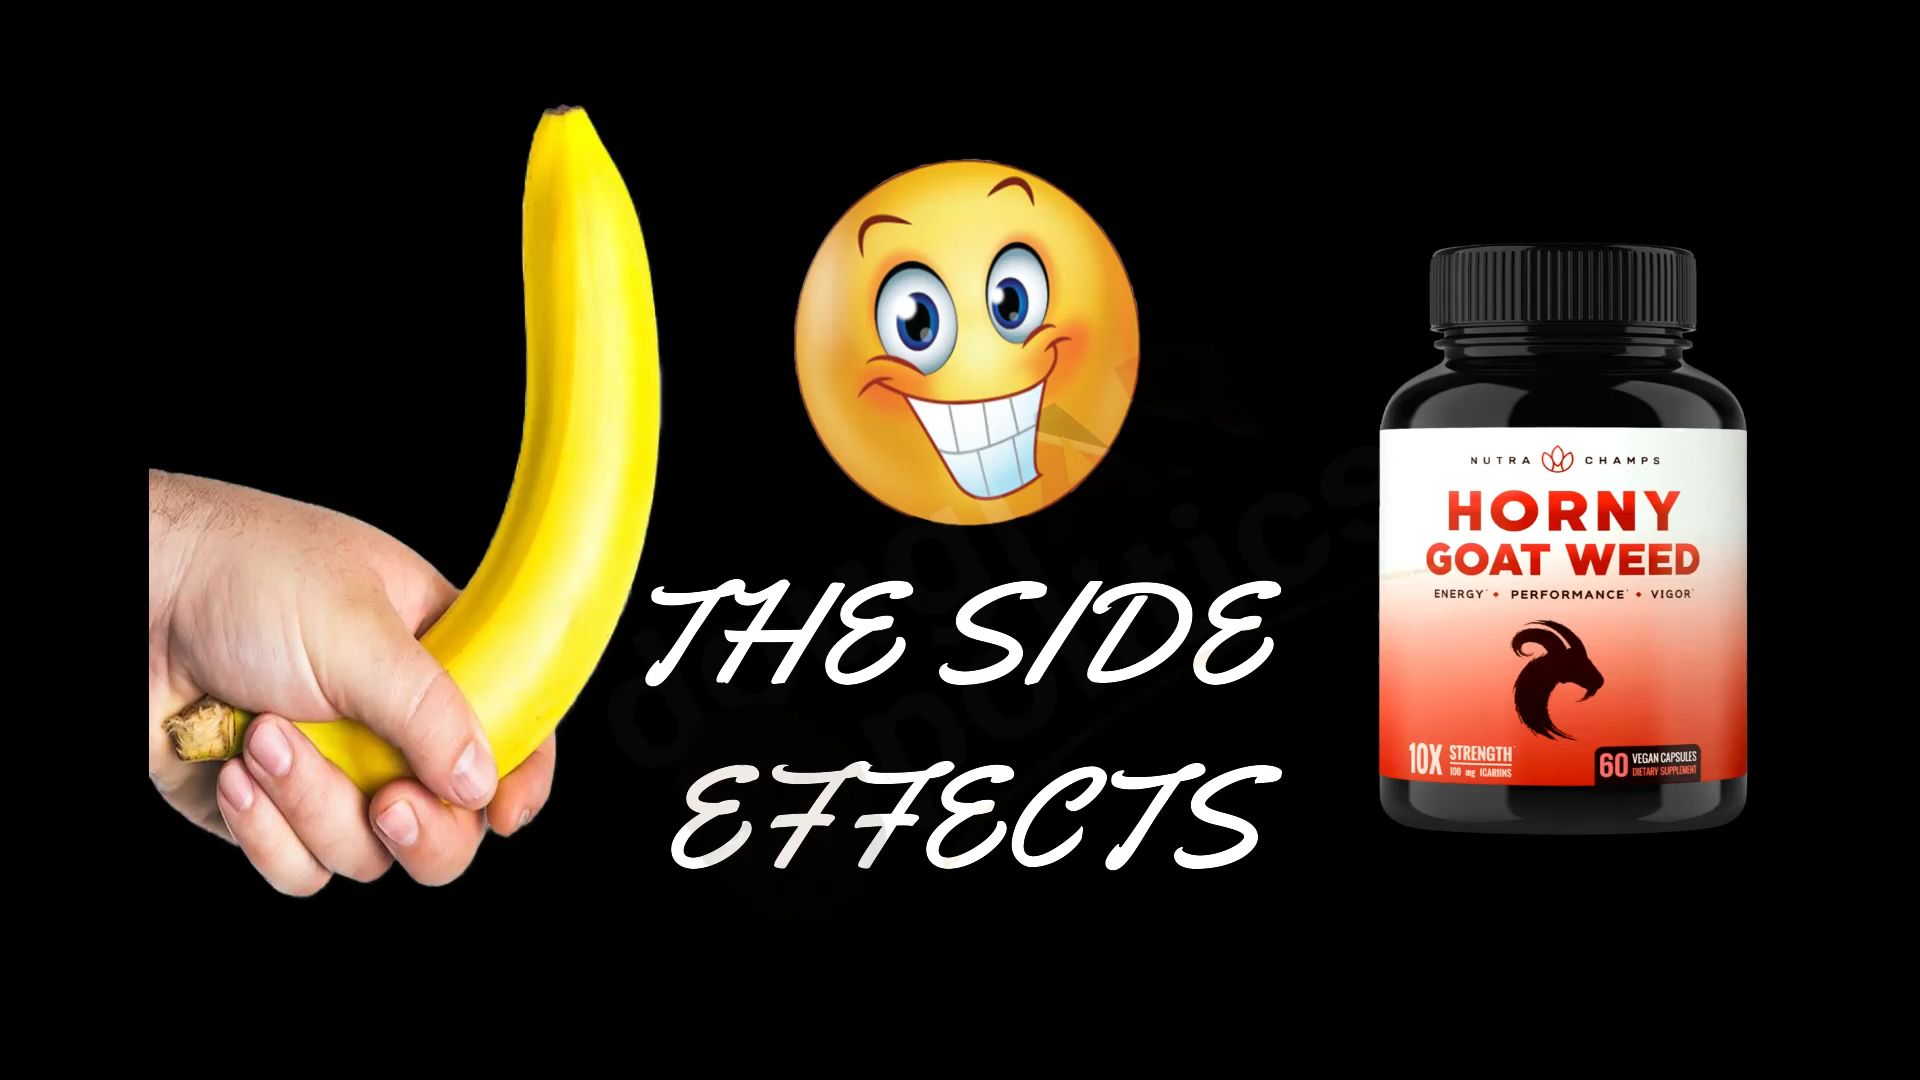 THE SIDE
EFFECTS
NUTRA CHAMPS
HORNY
GOAT WEED
ENERGY • PERFORMANCE • VIGOR
10X STRENGTH
100 mg ICARIINS
60 VEGAN CAPSULES
DIETARY SUPPLEMENT
politics